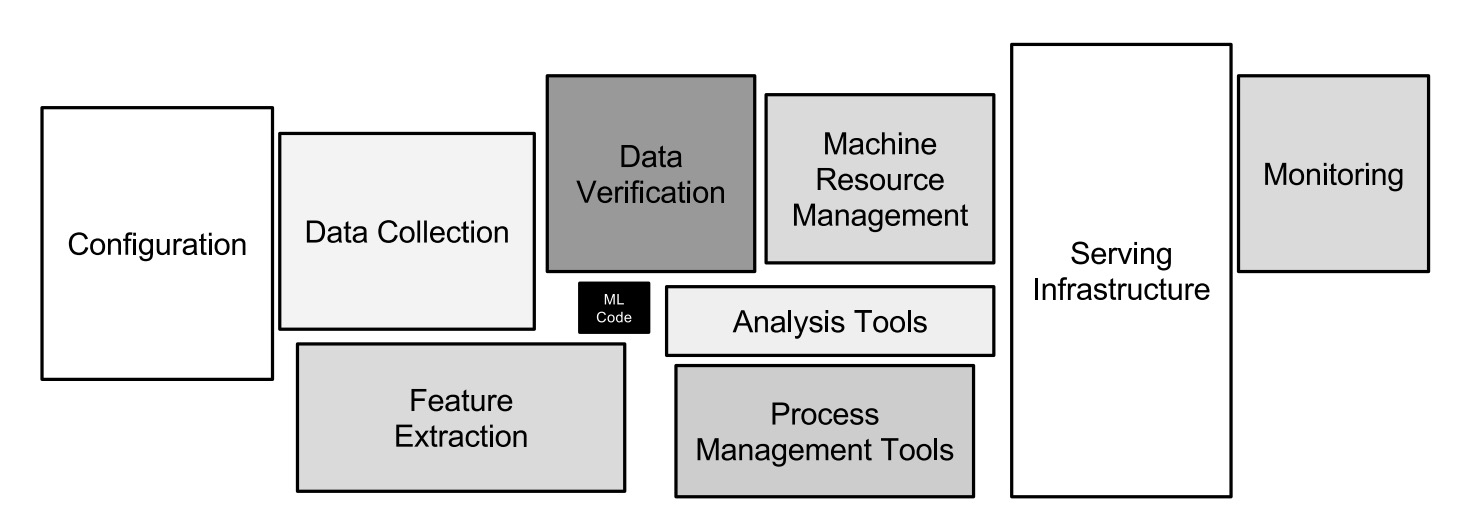 Configuration
Data Collection
Data
Verification
Machine
Resource
Management
Monitoring
Serving
Infrastructure
ML
Code
Analysis Tools
Feature
Extraction
Process
Management Tools